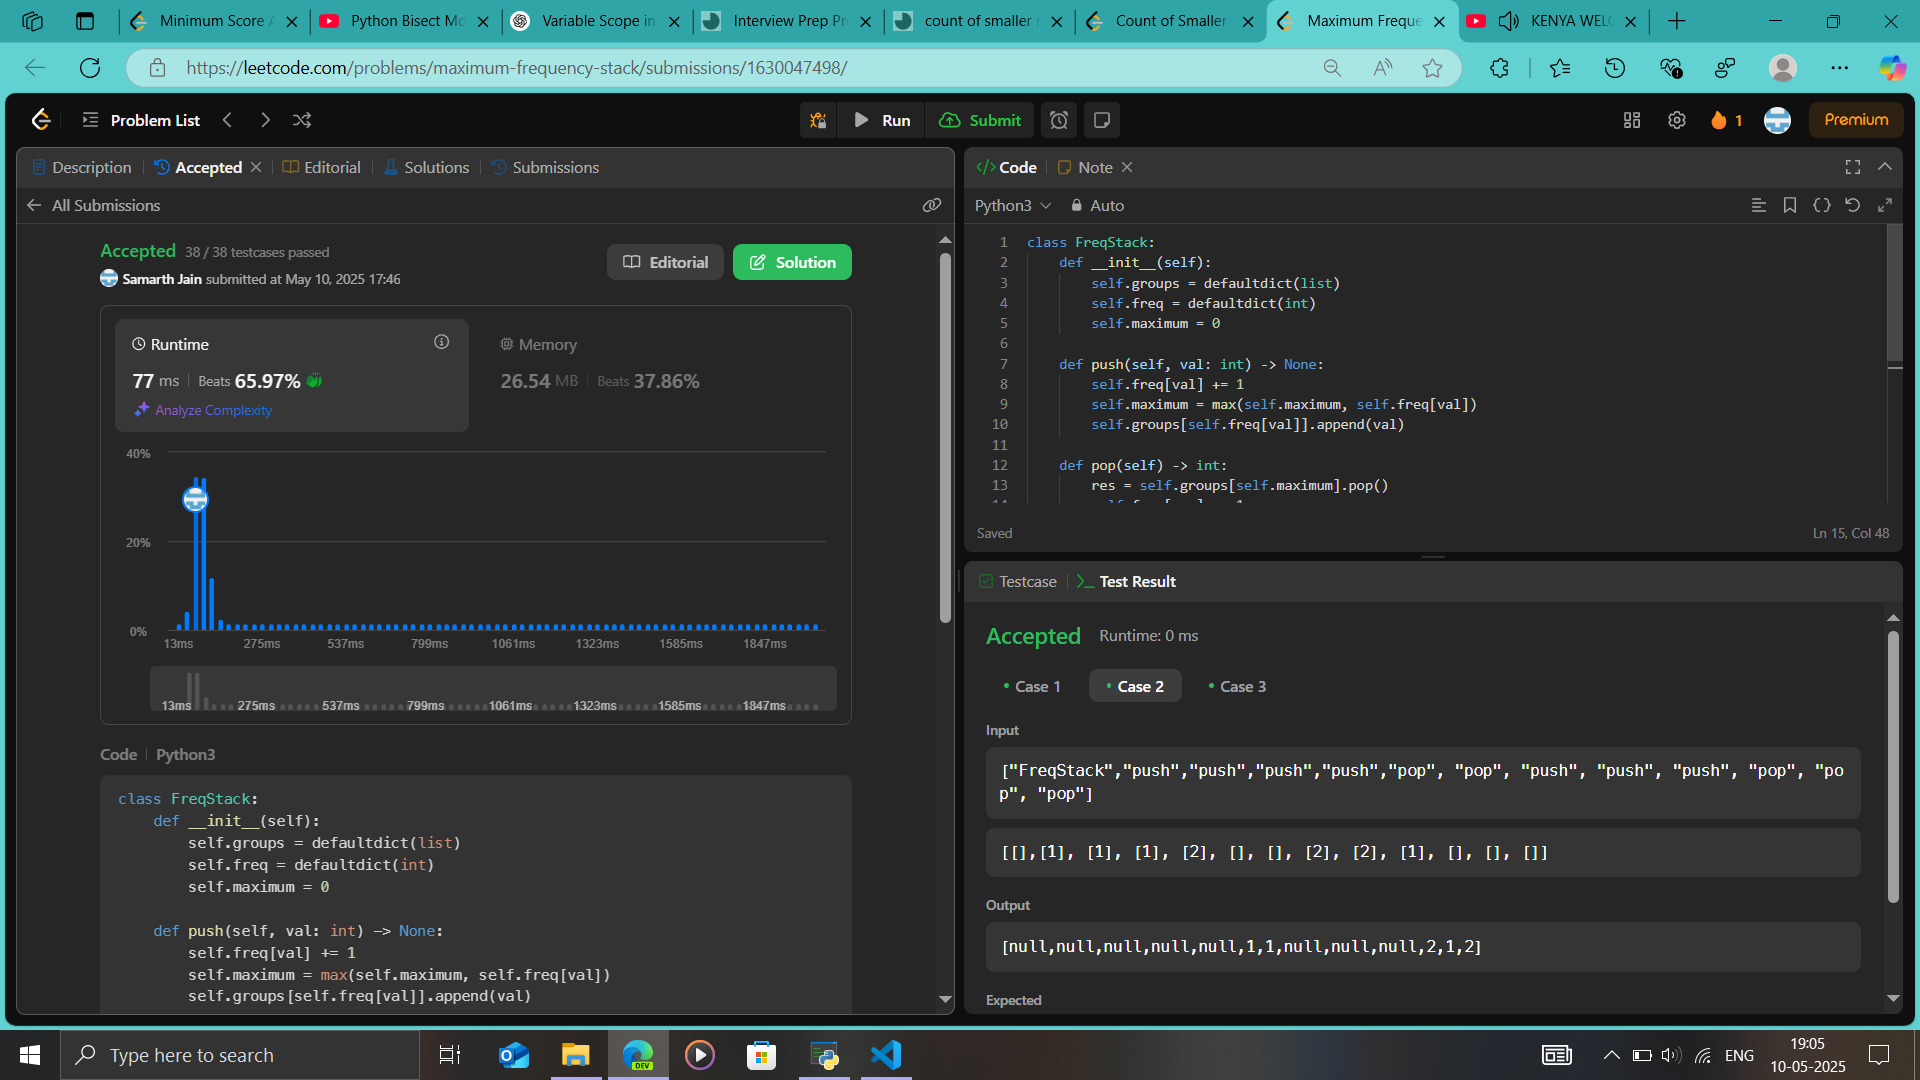 Minimum Score A
Python Bisect Mo
Variable Scope in
Interview Prep Pr
count of smaller
Count of Smaller
Maximum Freque
KENYA WELC
https://leetcode.com/problems/maximum-frequency-stack/submissions/1630047498/
Problem List
Run
Submit
1
Premium
Description
Accepted
Editorial
Solutions
Submissions
All Submissions
Accepted 38 / 38 testcases passed
Samarth Jain submitted at May 10, 2025 17:46
Editorial
Solution
Runtime
77 ms Beats 65.97%
Analyze Complexity
Memory
26.54 MB Beats 37.86%
40%
20%
0%
13ms 275ms 537ms 799ms 1061ms 1323ms 1585ms 1847ms
13ms 275ms 537ms 799ms 1061ms 1323ms 1585ms 1847ms
Code Python3
class FreqStack:
def __init__(self):
self.groups = defaultdict(list)
self.freq = defaultdict(int)
self.maximum = 0
def push(self, val: int) -> None:
self.freq[val] += 1
self.maximum = max(self.maximum, self.freq[val])
self.groups[self.freq[val]].append(val)
Code
Note
Python3
Auto
1 class FreqStack:
2 def __init__(self):
3 self.groups = defaultdict(list)
4 self.freq = defaultdict(int)
5 self.maximum = 0
6
7 def push(self, val: int) -> None:
8 self.freq[val] += 1
9 self.maximum = max(self.maximum, self.freq[val])
10 self.groups[self.freq[val]].append(val)
11
12 def pop(self) -> int:
13 res = self.groups[self.maximum].pop()
Saved
Ln 15, Col 48
Testcase
Test Result
Accepted Runtime: 0 ms
Case 1
Case 2
Case 3
Input
["FreqStack","push","push","push","push","pop", "pop", "push", "push", "push", "pop", "po
p", "pop"]
[[],[1], [1], [1], [2], [], [], [2], [2], [1], [], [], []]
Output
[null,null,null,null,null,1,1,null,null,null,2,1,2]
Expected
Type here to search
DEV
ENG
19:05
10-05-2025